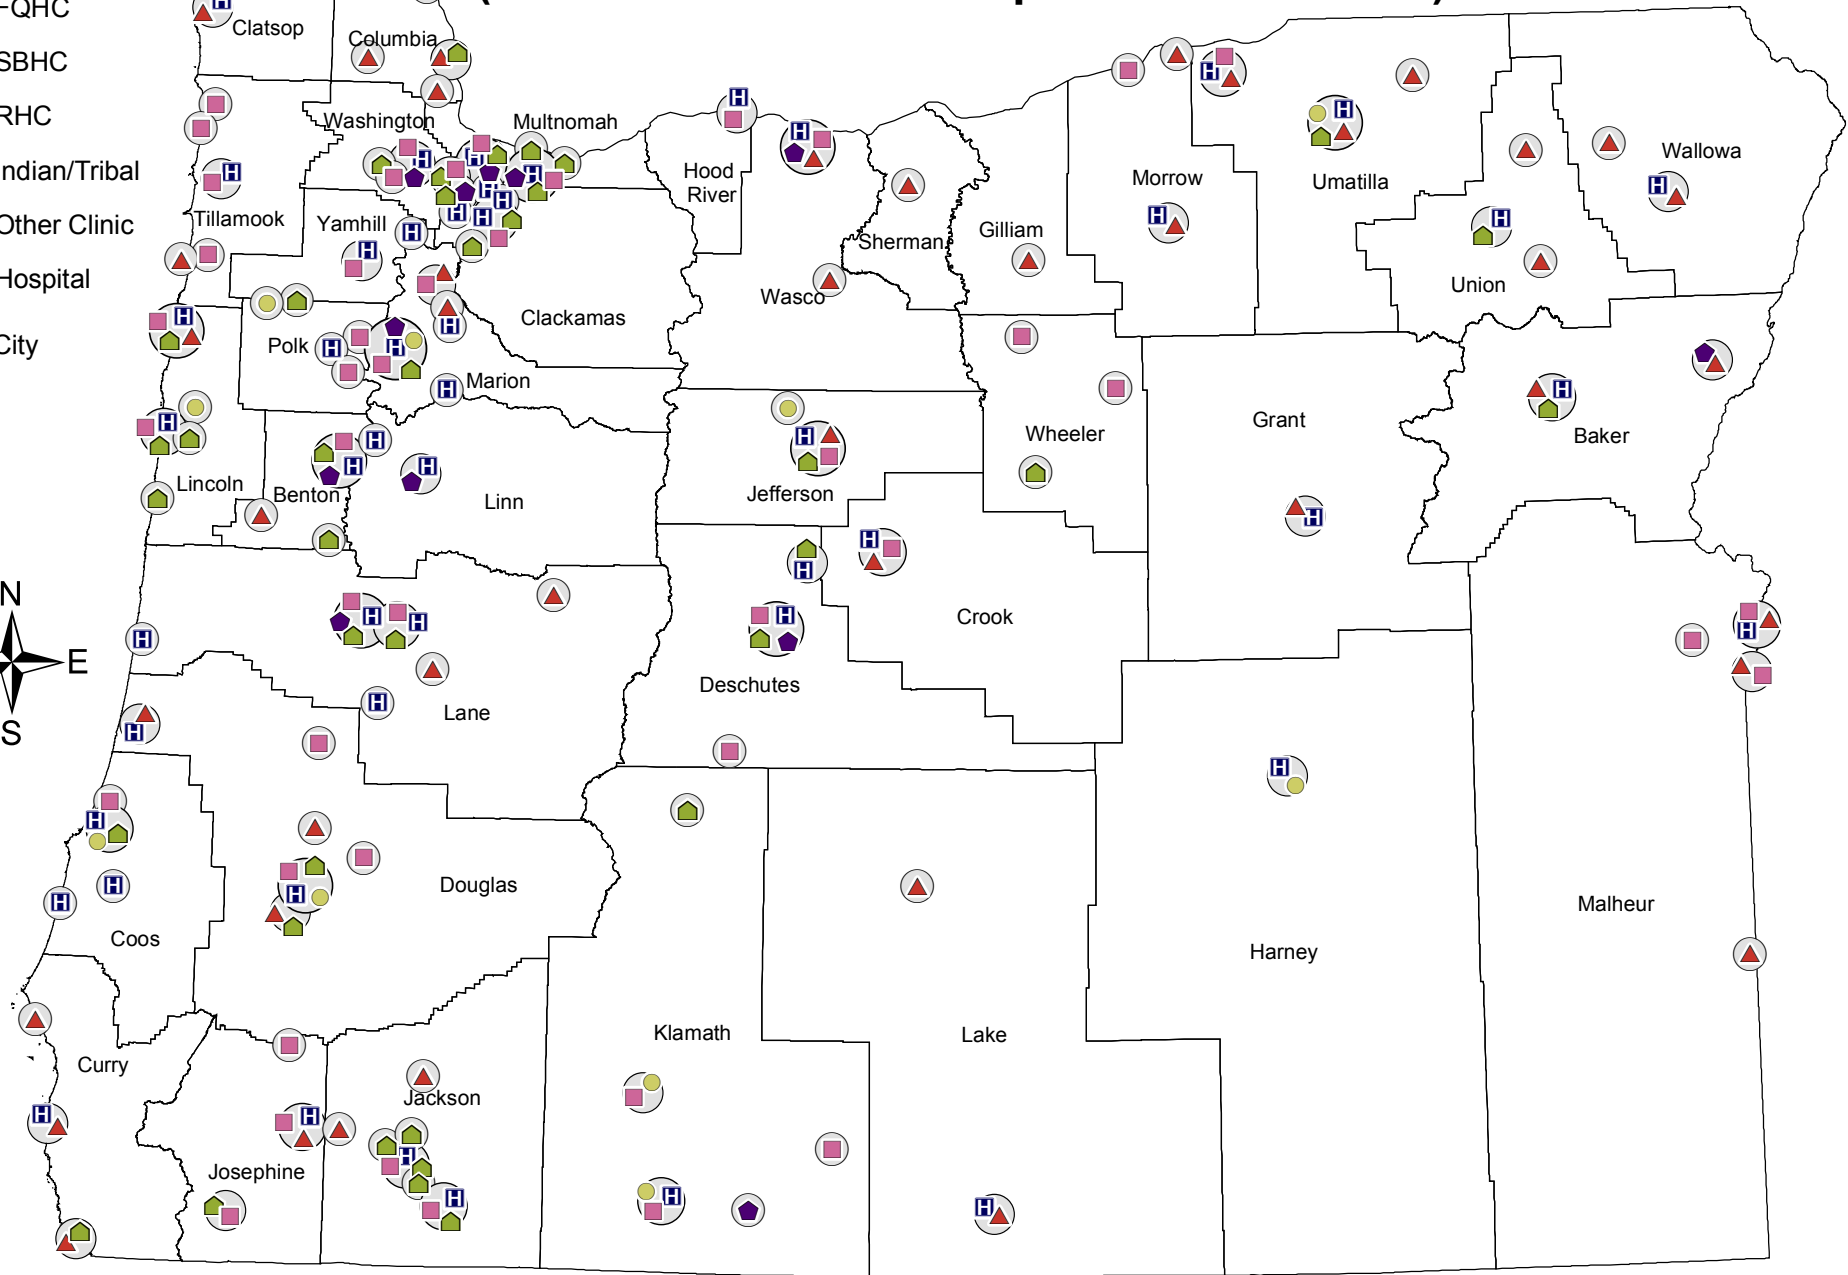 FQHC
SBHC
RHC
Indian/Tribal
Other Clinic
Hospital
City
N
E
S
Clatsop
Columbia
Washington
Multnomah
Hood
River
Tillamook
Yamhill
Sherman
Gilliam
Morrow
Umatilla
Wallowa
Union
Wasco
Clackamas
Polk
Marion
Wheeler
Grant
Baker
Lincoln
Benton
Linn
Jefferson
Crook
Deschutes
Lane
Douglas
Coos
Malheur
Harney
Curry
Klamath
Lake
Jackson
Josephine
H